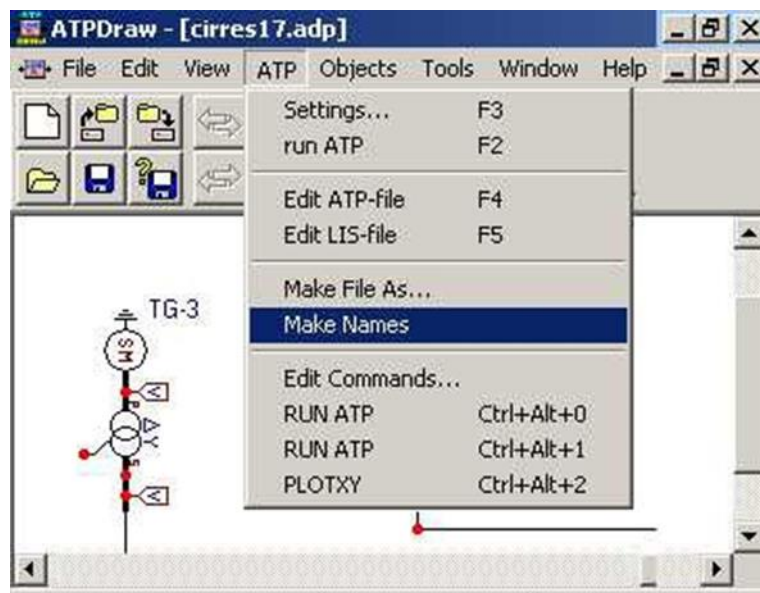 ATPDraw - [cirres17.adp]
File Edit View ATP Objects Tools Window Help
Settings... F3
run ATP F2
Edit ATP-file F4
Edit LIS-file F5
Make File As...
Make Names
Edit Commands...
RUN ATP Ctrl+Alt+0
RUN ATP Ctrl+Alt+1
PLOTXY Ctrl+Alt+2
TG-3
SM
V
P
Δ Y
S
V